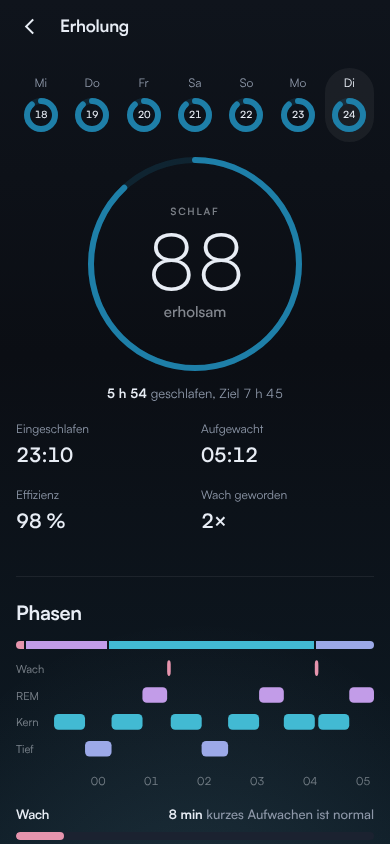 Erholung
Mi Do Fr Sa So Mo Di
18 19 20 21 22 23 24
SCHLAF
88
erholsam
5 h 54 geschlafen, Ziel 7 h 45
Eingeschlafen Aufgewacht
23:10 05:12
Effizienz Wach geworden
98 % 2×
Phasen
Wach
REM
Kern
Tief
00 01 02 03 04 05
Wach 8 min kurzes Aufwachen ist normal